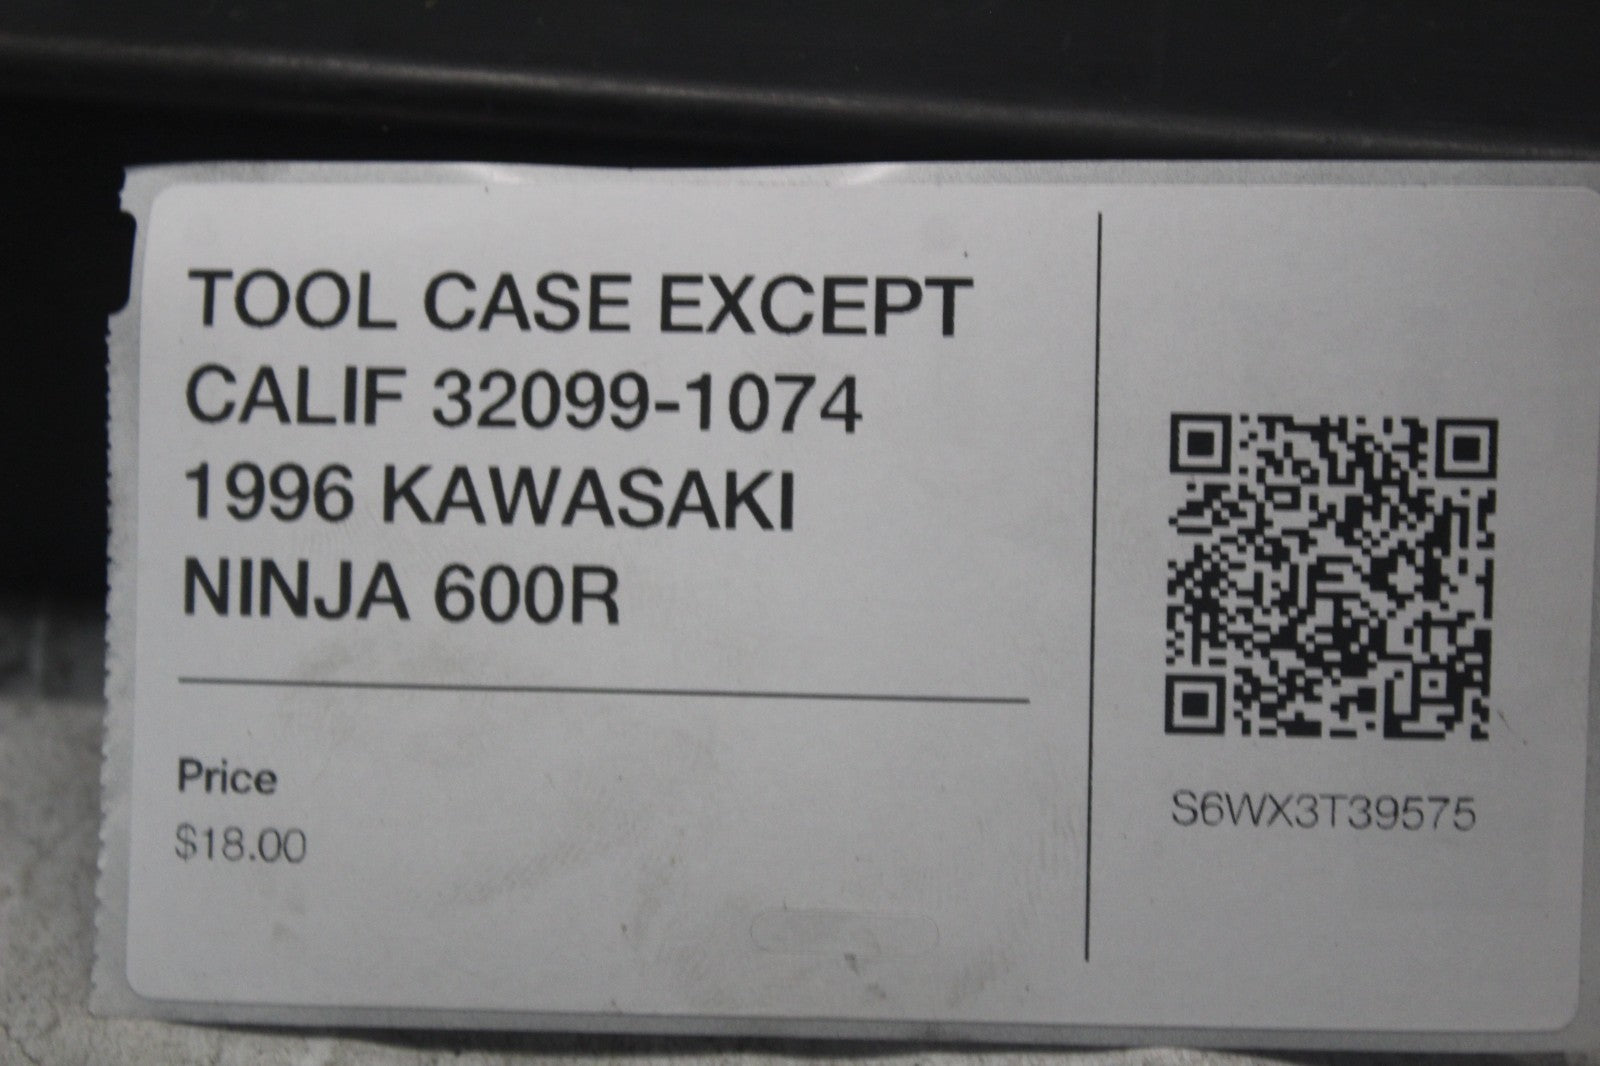 TOOL CASE EXCEPT
CALIF 32099-1074
1996 KAWASAKI
NINJA 600R
Price
$18.00
S6WX3T39575